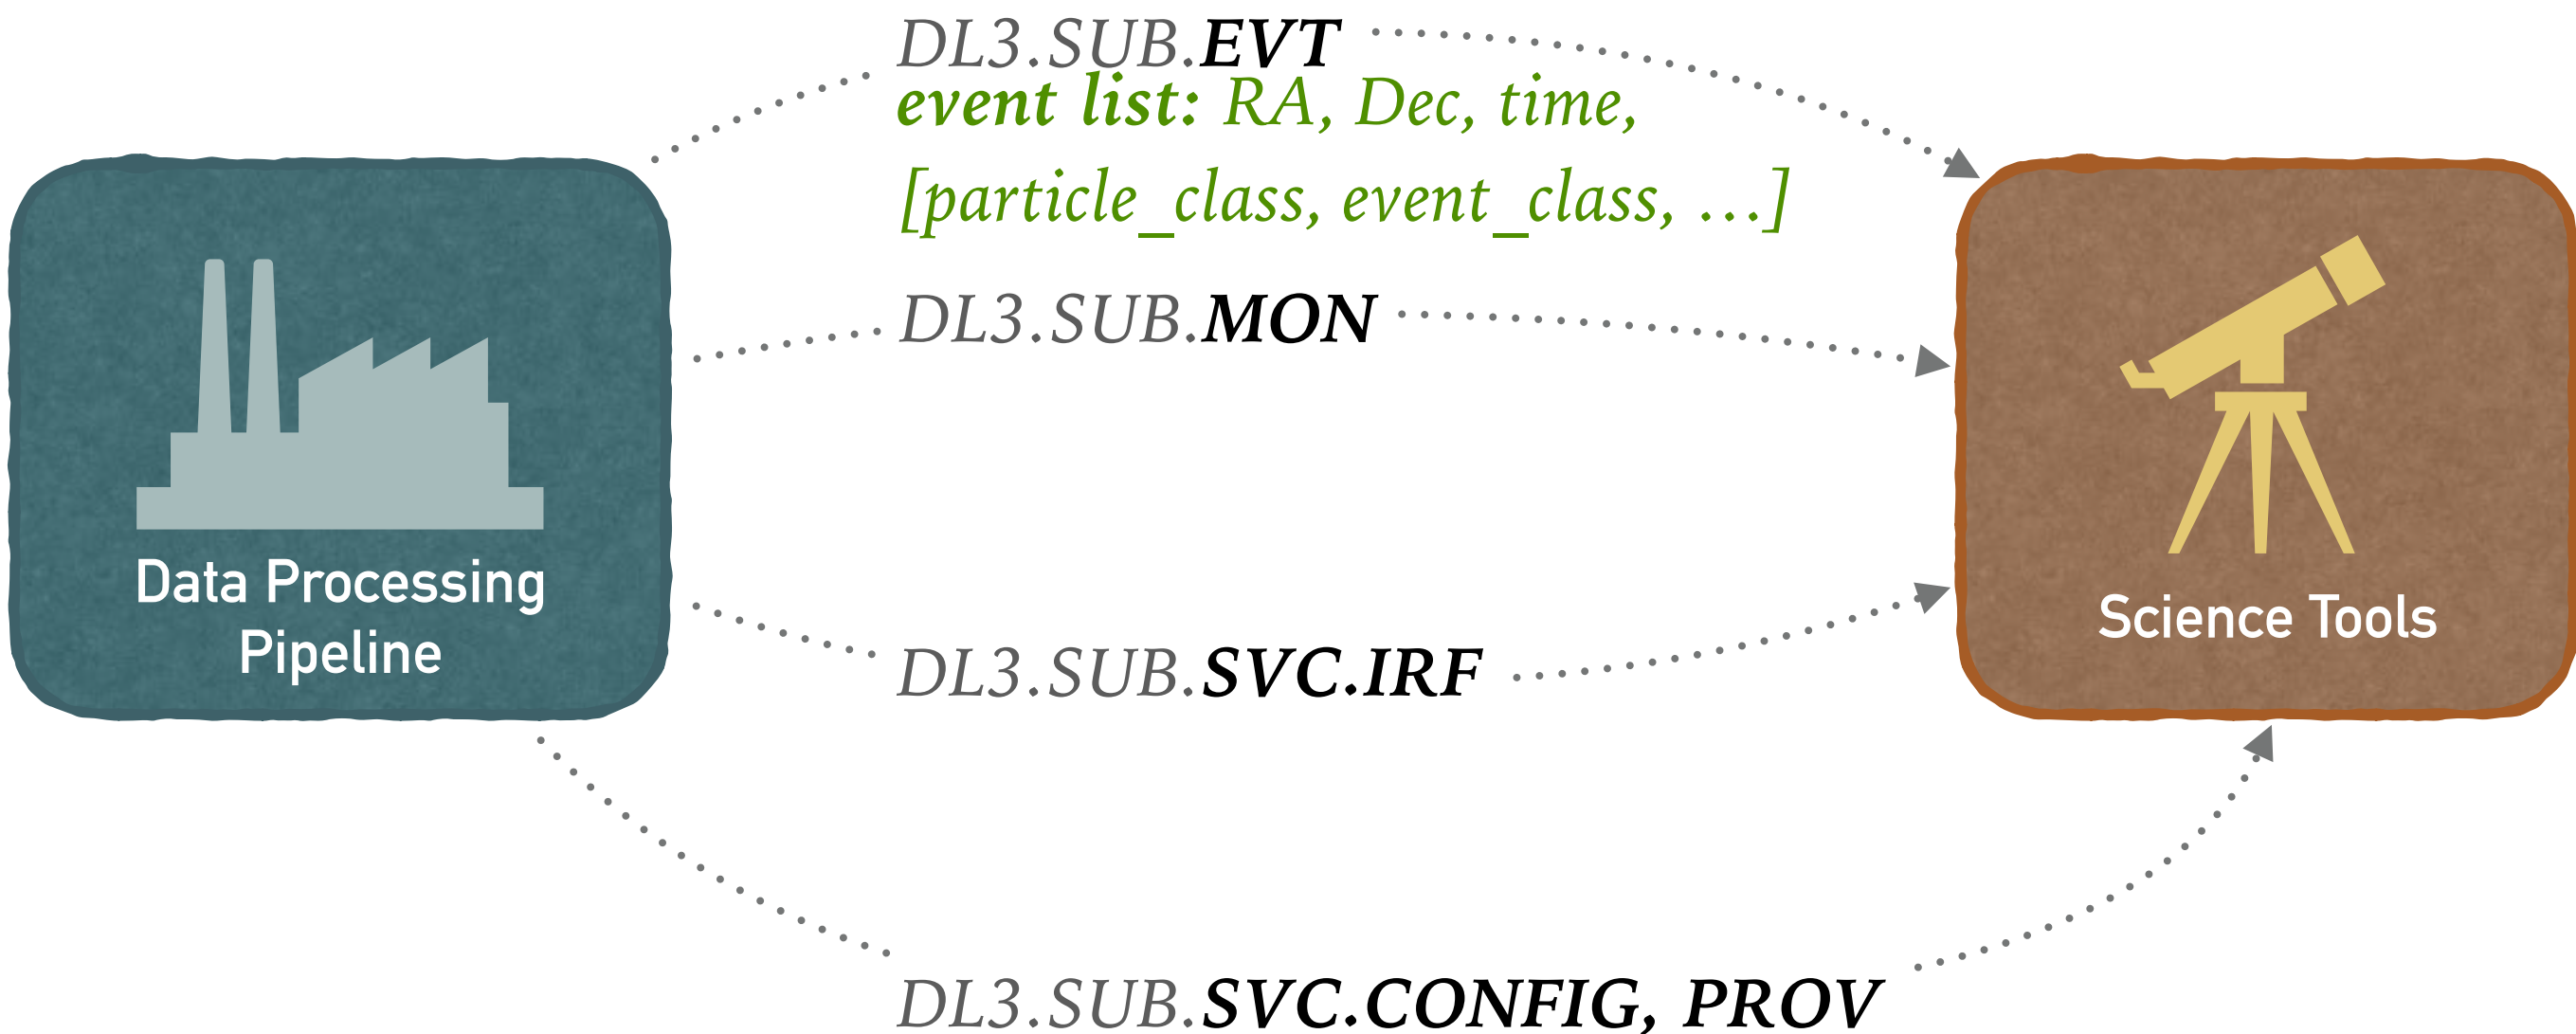 DL3.SUB.EVT
event list: RA, Dec, time,
[particle_class, event_class, …]
DL3.SUB.MON
Data Processing
Pipeline
Science Tools
DL3.SUB.SVC.IRF
DL3.SUB.SVC.CONFIG, PROV